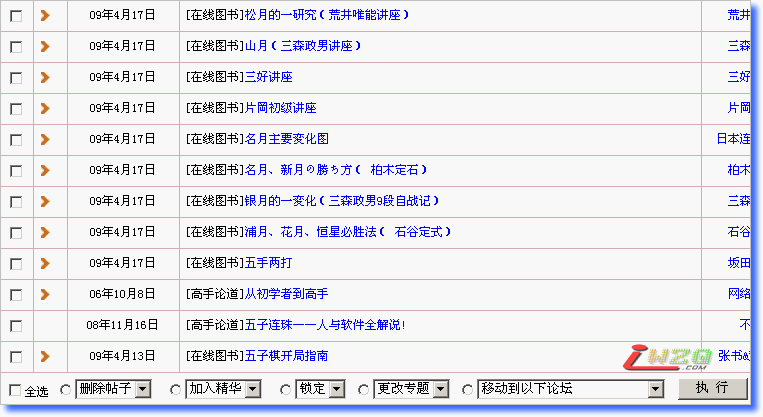 09年4月17日 [在线图书]松月的一研究(荒井唯能讲座) 荒井
09年4月17日 [在线图书]山月(三森政男讲座) 三森
09年4月17日 [在线图书]三好讲座 三好
09年4月17日 [在线图书]片岡初级讲座 片岡
09年4月17日 [在线图书]名月主要变化图 日本连
09年4月17日 [在线图书]名月、新月の勝ち方( 柏木定石) 柏木
09年4月17日 [在线图书]银月的一变化(三森政男9段自战记) 三森
09年4月17日 [在线图书]浦月、花月、恒星必胜法( 石谷定式) 石谷
09年4月17日 [在线图书]五手两打 坂田
06年10月8日 [高手论道]从初学者到高手 网络
08年11月16日 [高手论道]五子连珠一一人与软件全解说! 不
09年4月13日 [在线图书]五子棋开局指南 张书
iWZQ.COM
全选 删除帖子 加入精华 锁定 更改专题 移动到以下论坛 执 行